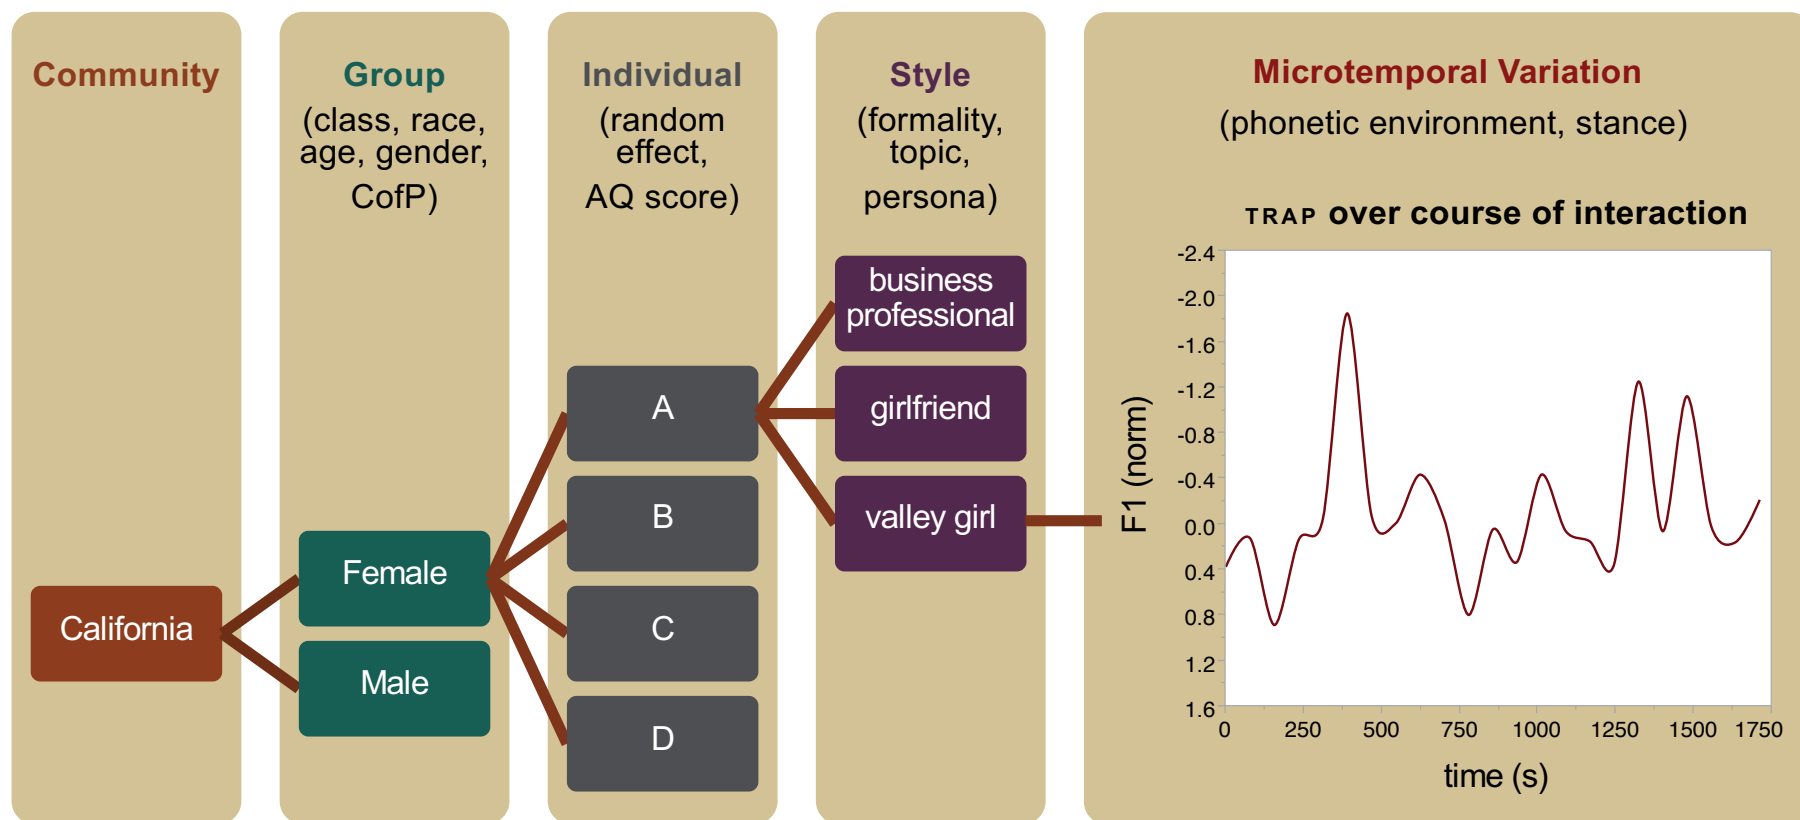 Community
California
Group
(class, race,
age, gender,
CofP)
Female
Male
Individual
(random
effect,
AQ score)
A
B
C
D
Style
(formality,
topic,
persona)
business
professional
girlfriend
valley girl
Microtemporal Variation
(phonetic environment, stance)
TRAP over course of interaction
F1 (norm)
-2.4
-2.0
-1.6
-1.2
-0.8
-0.4
0.0
0.4
0.8
1.2
1.6
0 250 500 750 1000 1250 1500 1750
time (s)